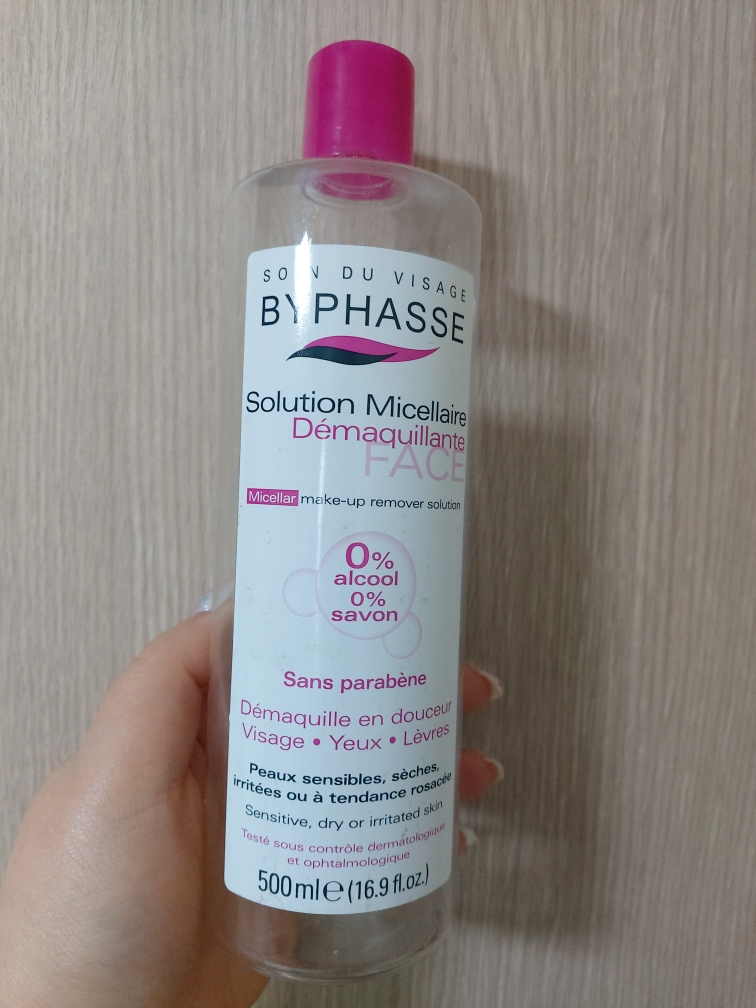 SOIN DU VISAGE
BYPHASSE
Solution Micellaire
Démaquillante
FACE
Micellar make-up remover solution
0%
alcool
0%
savon
Sans parabène
Démaquille en douceur
Visage • Yeux • Lèvres
Peaux sensibles, sèches,
irritées ou à tendance rosacée
Sensitive, dry or irritated skin
Testé sous contrôle dermatologique
et ophtalmologique
500 ml e (16.9 fl.oz.)